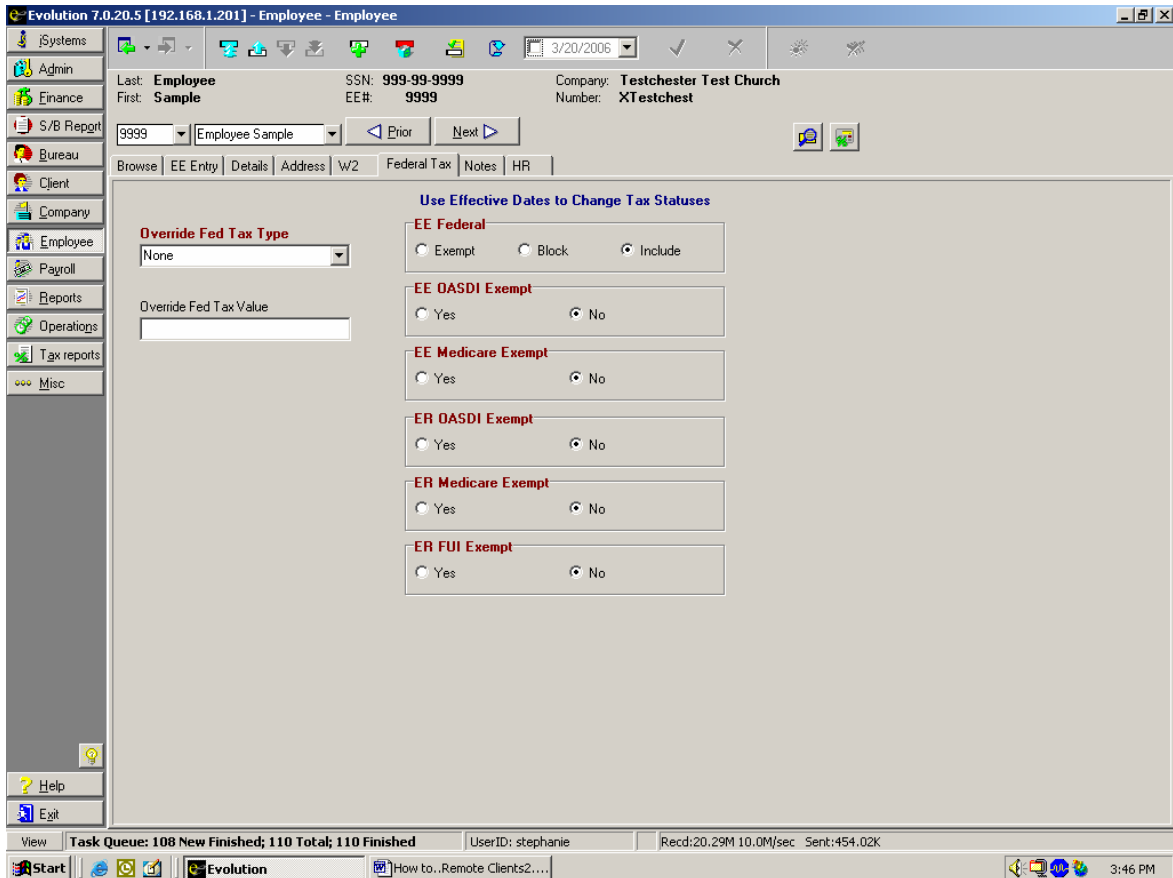 Evolution 7.0.20.5 [192.168.1.201] - Employee - Employee
iSystems
Admin
Finance
S/B Report
Bureau
Client
Company
Employee
Payroll
Reports
Operations
Tax reports
Misc
Help
Exit
3/20/2006
Last: Employee SSN: 999-99-9999 Company: Testchester Test Church
First: Sample EE#: 9999 Number: XTestchest
9999 Employee Sample Prior Next
Browse EE Entry Details Address W2 Federal Tax Notes HR
Use Effective Dates to Change Tax Statuses
Override Fed Tax Type
None
Override Fed Tax Value
EE Federal
Exempt Block Include
EE OASDI Exempt
Yes No
EE Medicare Exempt
Yes No
ER OASDI Exempt
Yes No
ER Medicare Exempt
Yes No
ER FUI Exempt
Yes No
View Task Queue: 108 New Finished; 110 Total; 110 Finished UserID: stephanie Recd:20.29M 10.0M/sec Sent:454.02K
Start Evolution How to..Remote Clients2.... 3:46 PM